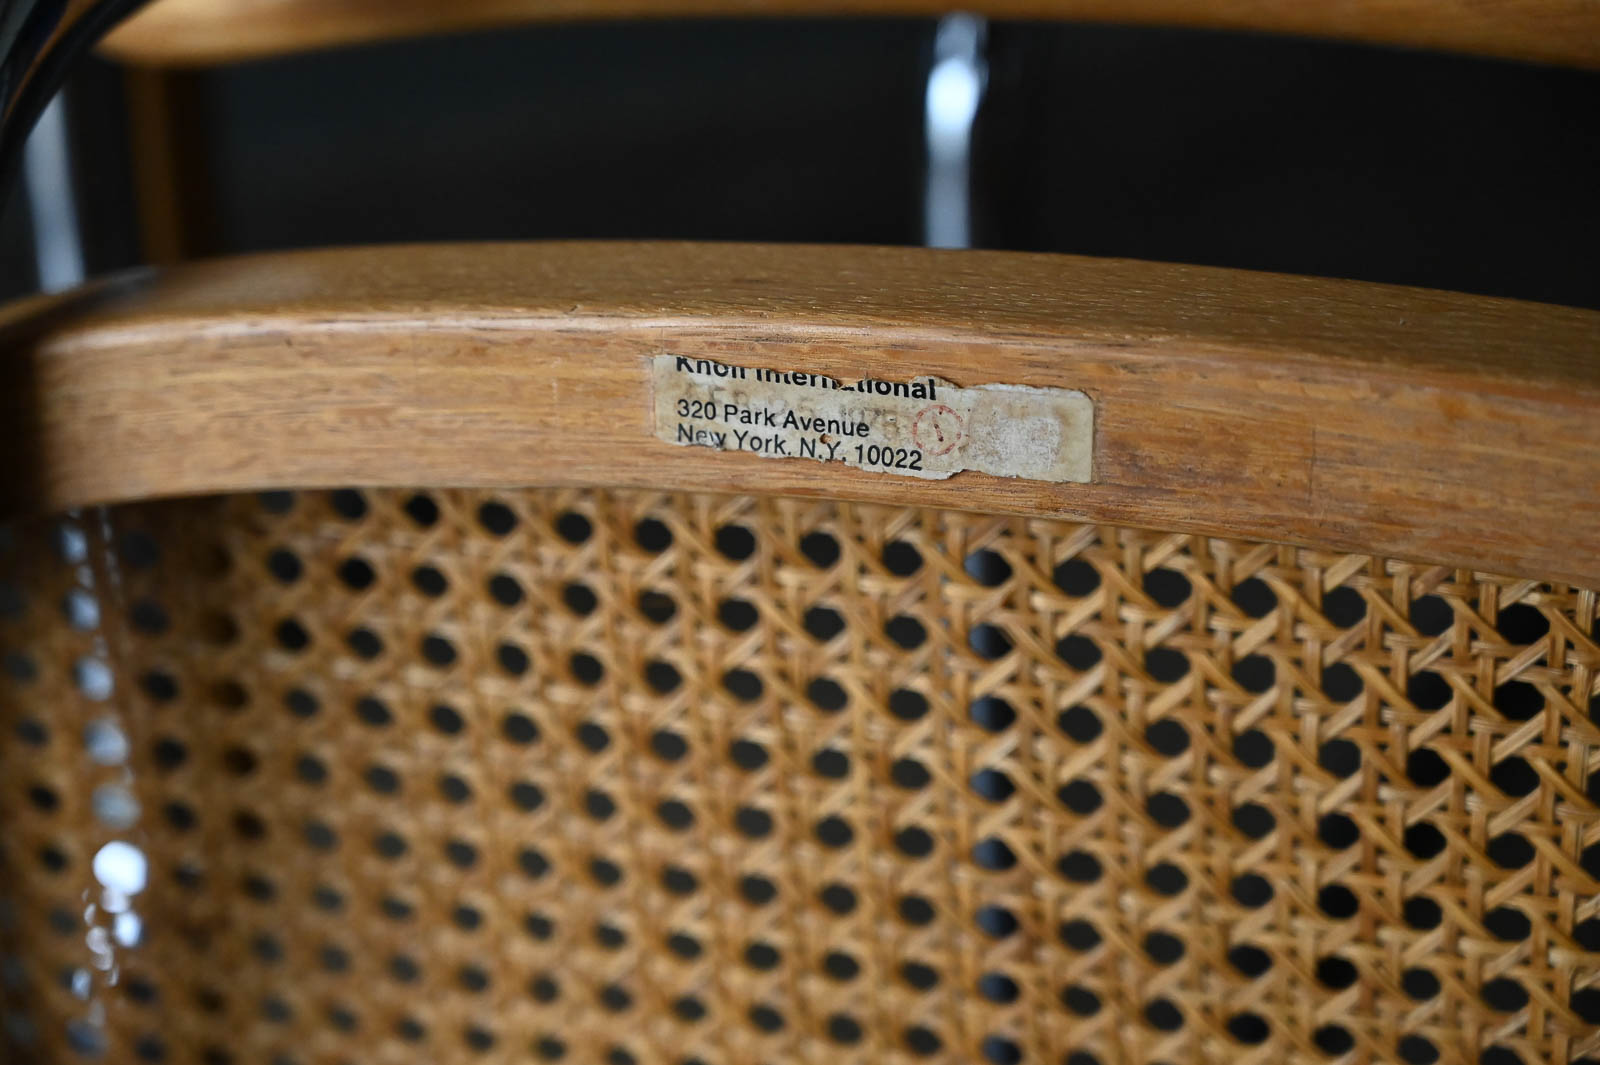 Knoll International
320 Park Avenue
New York, N.Y. 10022